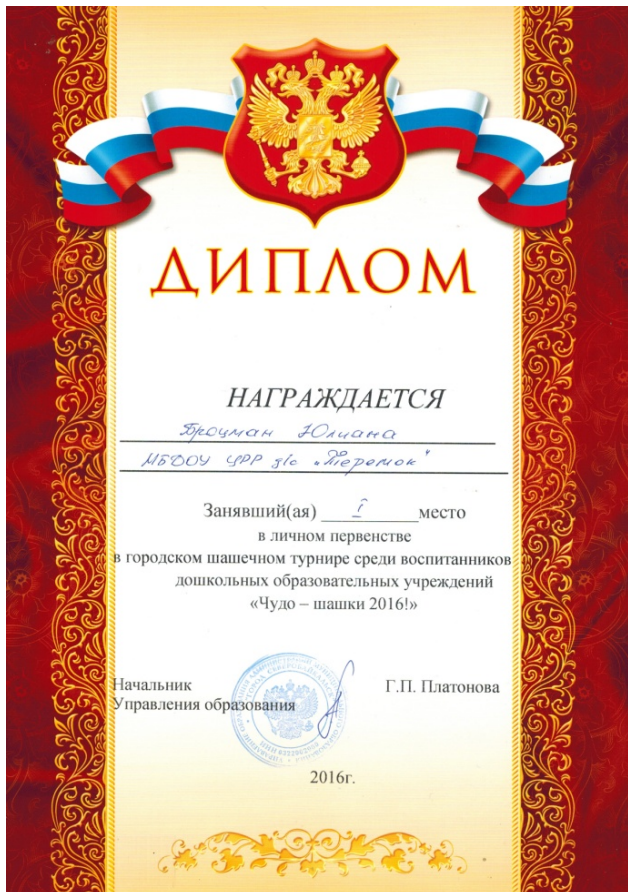 ДИПЛОМ
НАГРАЖДАЕТСЯ
Броцман Юлиана
МБДОУ ЦРР д/с „Теремок"
Занявший(ая) I место
в личном первенстве
в городском шашечном турнире среди воспитанников
дошкольных образовательных учреждений
«Чудо – шашки 2016!»
Начальник Г.П. Платонова
Управления образования
2016г.